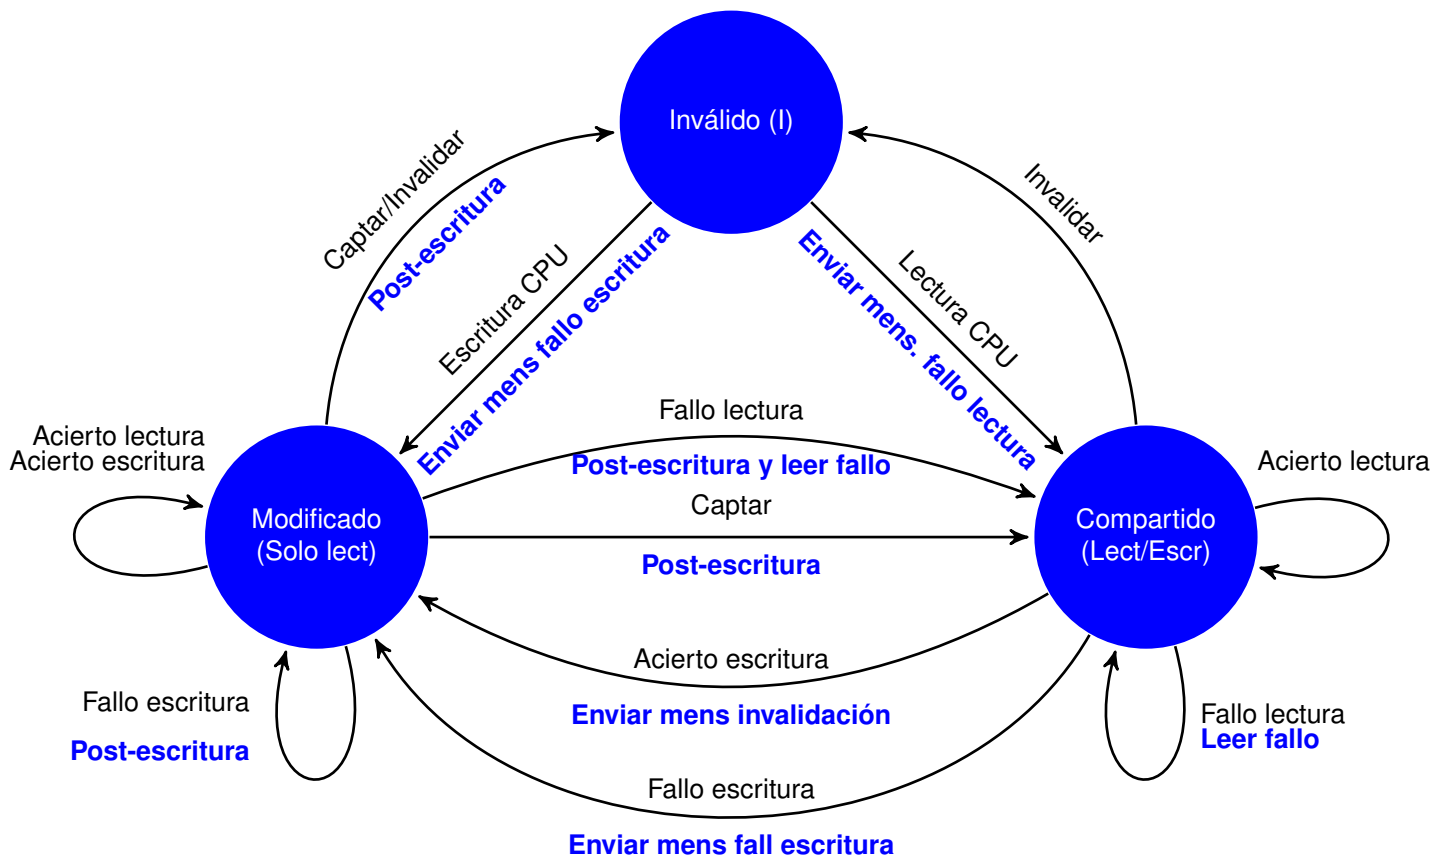 Inválido (I)
Captar/Invalidar
Post-escritura
Escritura CPU
Enviar mens fallo escritura
Lectura CPU
Enviar mens. fallo lectura
Invalidar
Fallo lectura
Post-escritura y leer fallo
Captar
Post-escritura
Acierto lectura
Acierto escritura
Modificado
(Solo lect)
Compartido
(Lect/Escr)
Acierto lectura
Acierto escritura
Enviar mens invalidación
Fallo escritura
Post-escritura
Fallo lectura
Leer fallo
Fallo escritura
Enviar mens fall escritura